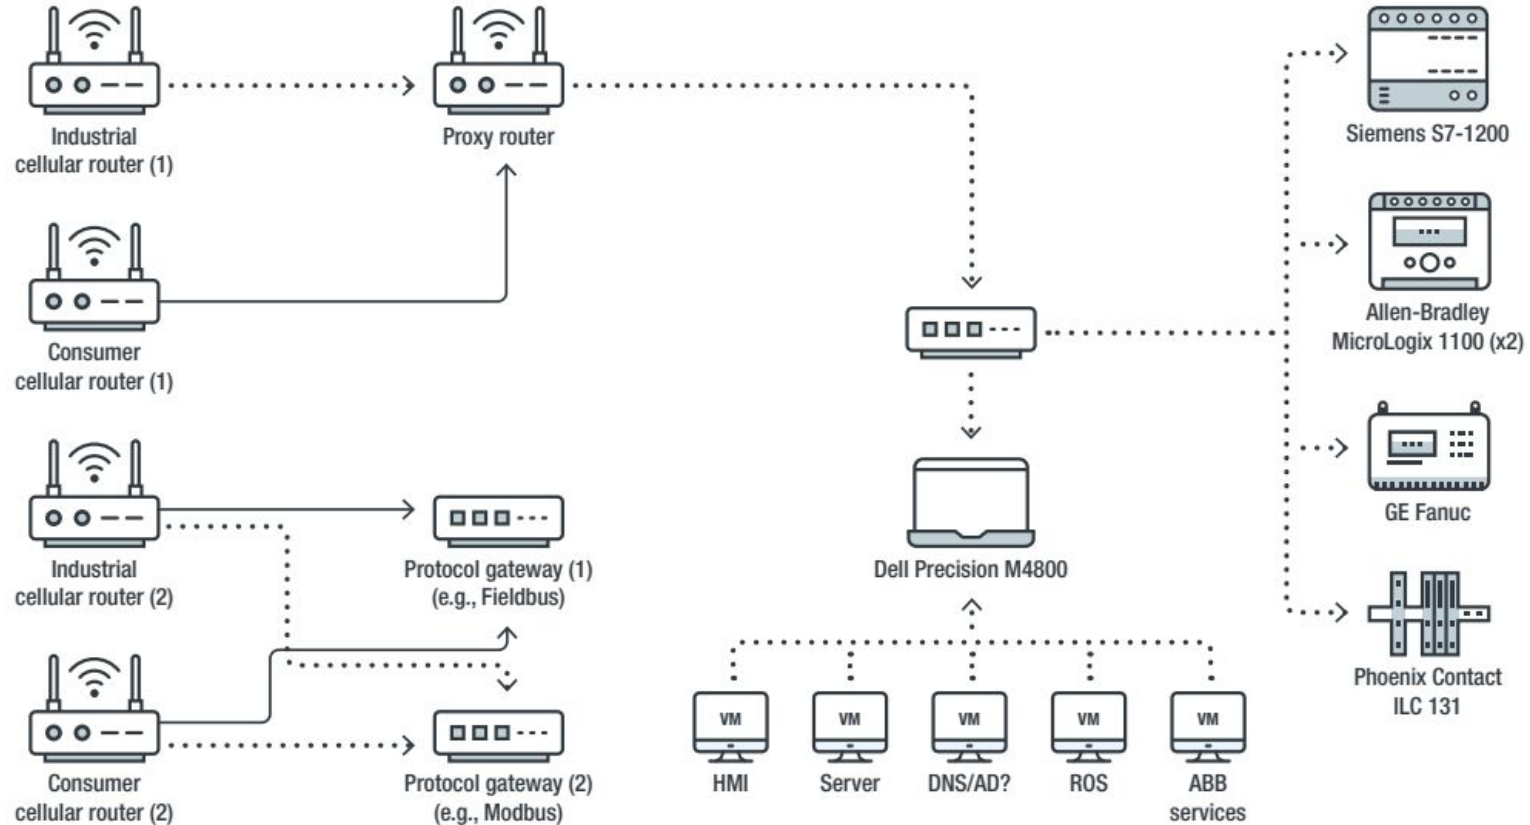 Industrial
cellular router (1)
Proxy router
Siemens S7-1200
Consumer
cellular router (1)
Allen-Bradley
MicroLogix 1100 (x2)
GE Fanuc
Industrial
cellular router (2)
Protocol gateway (1)
(e.g., Fieldbus)
Dell Precision M4800
Phoenix Contact
ILC 131
VM
VM
VM
VM
VM
Consumer
cellular router (2)
Protocol gateway (2)
(e.g., Modbus)
HMI
Server
DNS/AD?
ROS
ABB
services